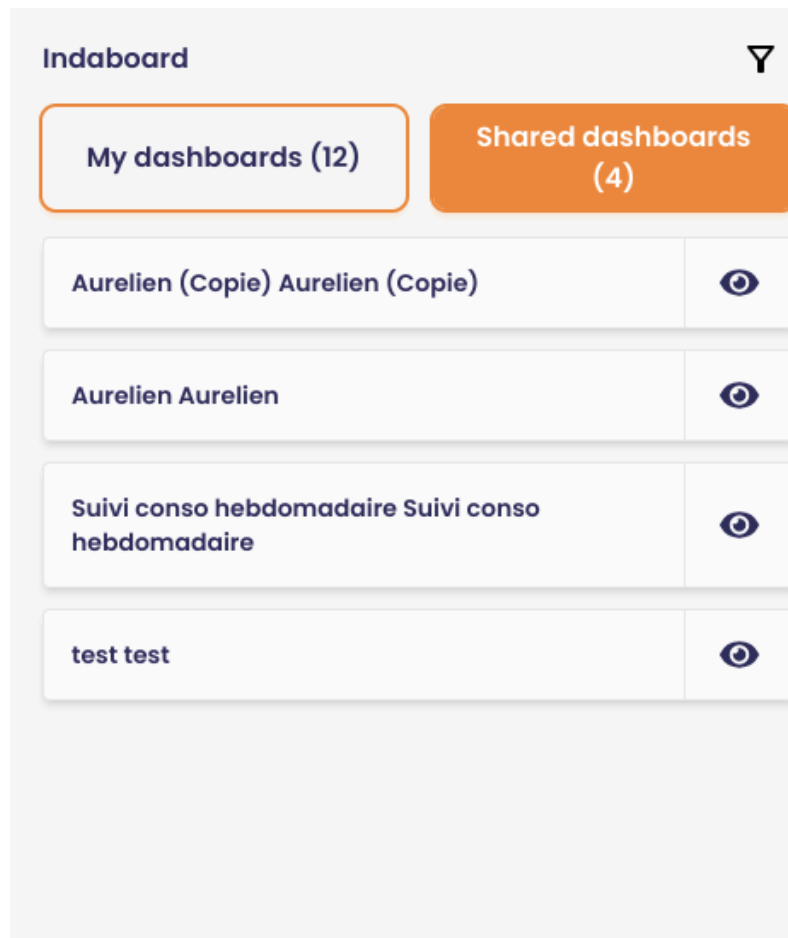 Indaboard
My dashboards (12)
Shared dashboards
(4)
Aurelien (Copie) Aurelien (Copie)
Aurelien Aurelien
Suivi conso hebdomadaire Suivi conso
hebdomadaire
test test